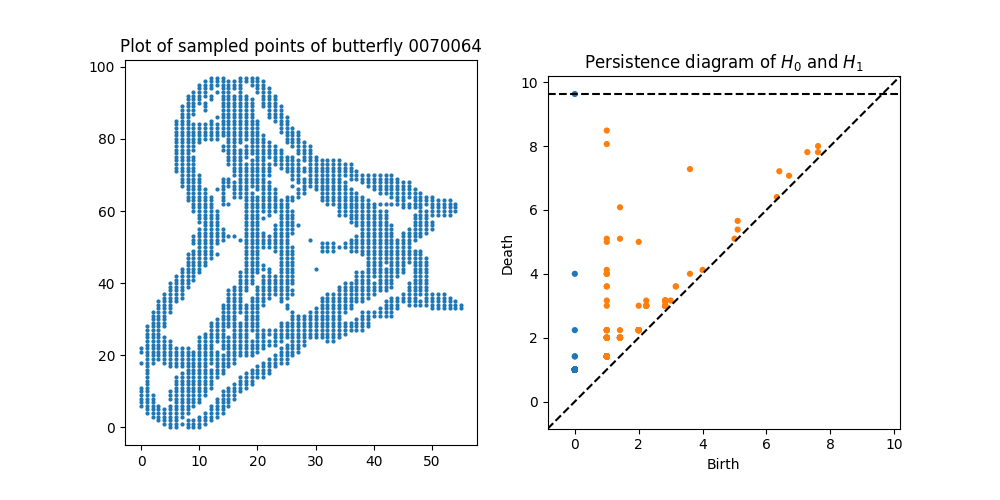 Plot of sampled points of butterfly 0070064
100
80
60
40
20
0
0 10 20 30 40 50
Persistence diagram of H₀ and H₁
10
8
6
4
2
0
Death
0 2 4 6 8 10
Birth